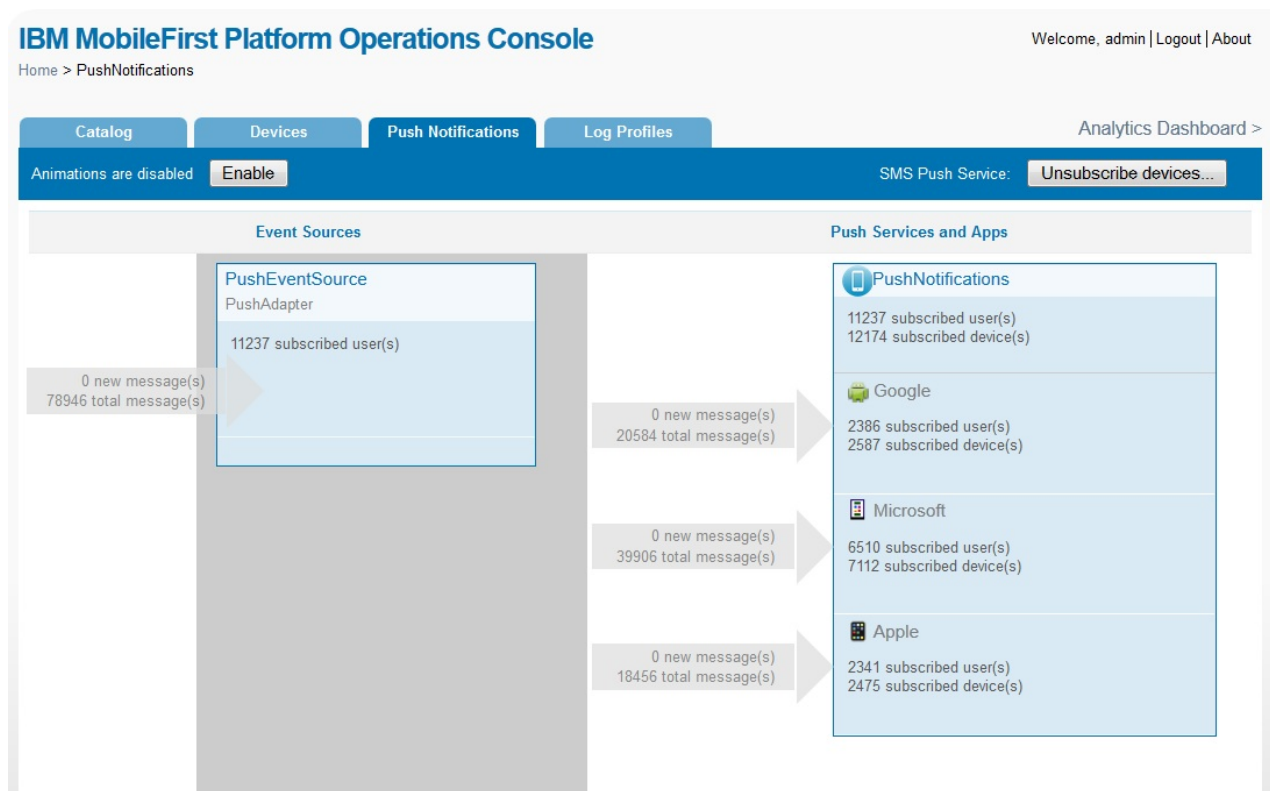 IBM MobileFirst Platform Operations Console
Welcome, admin | Logout | About
Home > PushNotifications
Catalog
Devices
Push Notifications
Log Profiles
Analytics Dashboard >
Animations are disabled
Enable
SMS Push Service:
Unsubscribe devices...
Event Sources
Push Services and Apps
PushEventSource
PushAdapter
11237 subscribed user(s)
0 new message(s)
78946 total message(s)
PushNotifications
11237 subscribed user(s)
12174 subscribed device(s)
0 new message(s)
20584 total message(s)
Google
2386 subscribed user(s)
2587 subscribed device(s)
0 new message(s)
39906 total message(s)
Microsoft
6510 subscribed user(s)
7112 subscribed device(s)
0 new message(s)
18456 total message(s)
Apple
2341 subscribed user(s)
2475 subscribed device(s)